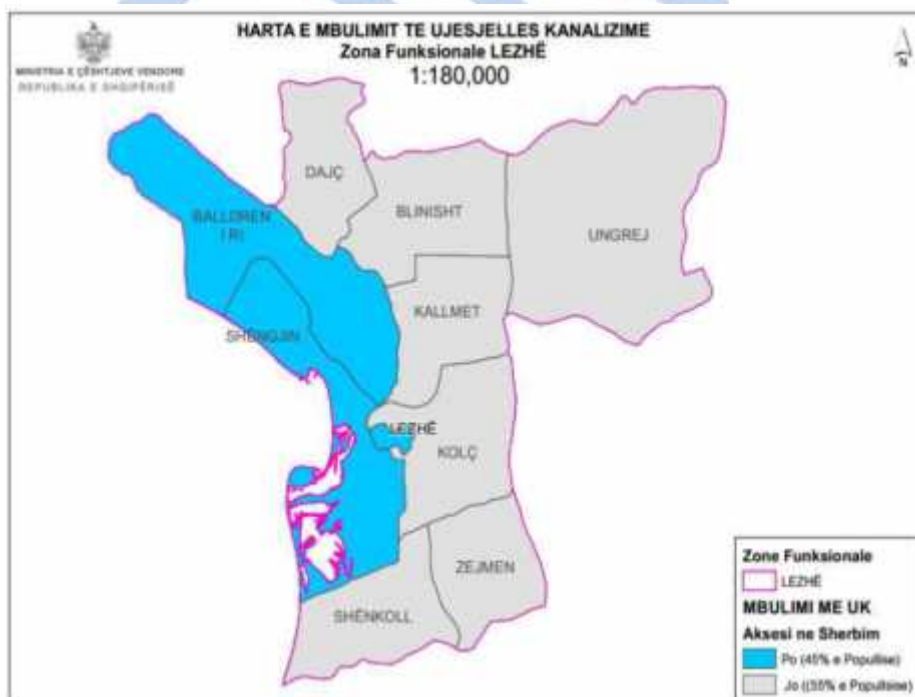 HARTA E MBULIMIT TE UJESJELLES KANALIZIME
Zona Funksionale LEZHË
1:180,000
MINISTRIA E ÇËSHTJEVE VENDORE
REPUBLIKA E SHQIPËRISË
N
DAJÇ
BLINISHT
UNGREJ
BALLDREN
I RI
KALLMET
SHËNGJIN
LEZHË
KOLÇ
ZEJMEN
SHËNKOLL
Zone Funksionale
LEZHË
MBULIMI ME UK
Aksesi ne Sherbim
Po (45% e Popullise)
Jo ((55% e Popullsise)